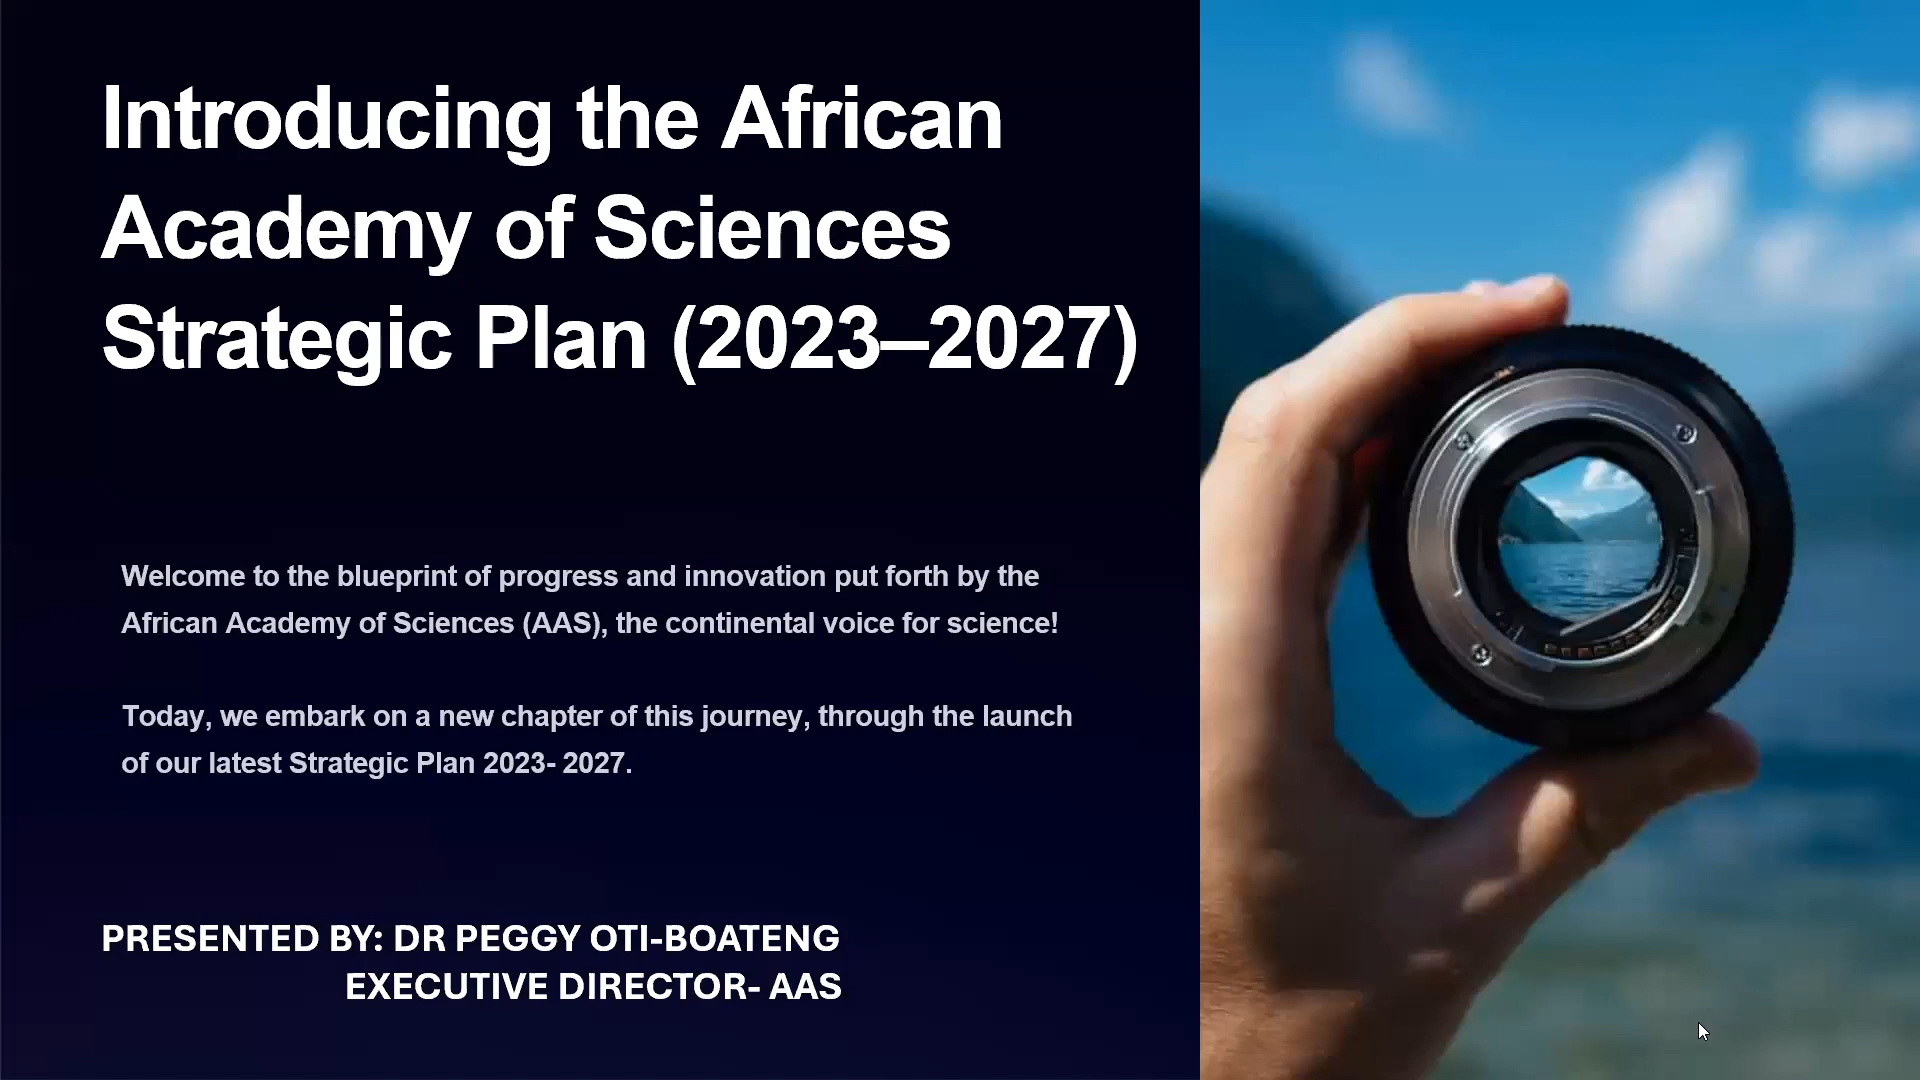 Introducing the African
Academy of Sciences
Strategic Plan (2023–2027)
Welcome to the blueprint of progress and innovation put forth by the
African Academy of Sciences (AAS), the continental voice for science!
Today, we embark on a new chapter of this journey, through the launch
of our latest Strategic Plan 2023- 2027.
PRESENTED BY: DR PEGGY OTI-BOATENG
EXECUTIVE DIRECTOR- AAS